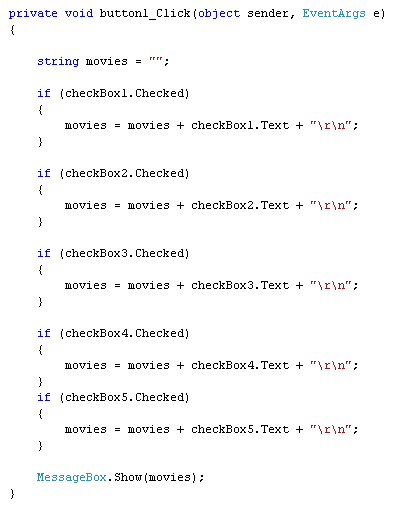 private void button1_Click(object sender, EventArgs e)
{
string movies = "";
if (checkBox1.Checked)
{
movies = movies + checkBox1.Text + "\r\n";
}
if (checkBox2.Checked)
{
movies = movies + checkBox2.Text + "\r\n";
}
if (checkBox3.Checked)
{
movies = movies + checkBox3.Text + "\r\n";
}
if (checkBox4.Checked)
{
movies = movies + checkBox4.Text + "\r\n";
}
if (checkBox5.Checked)
{
movies = movies + checkBox5.Text + "\r\n";
}
MessageBox.Show(movies);
}